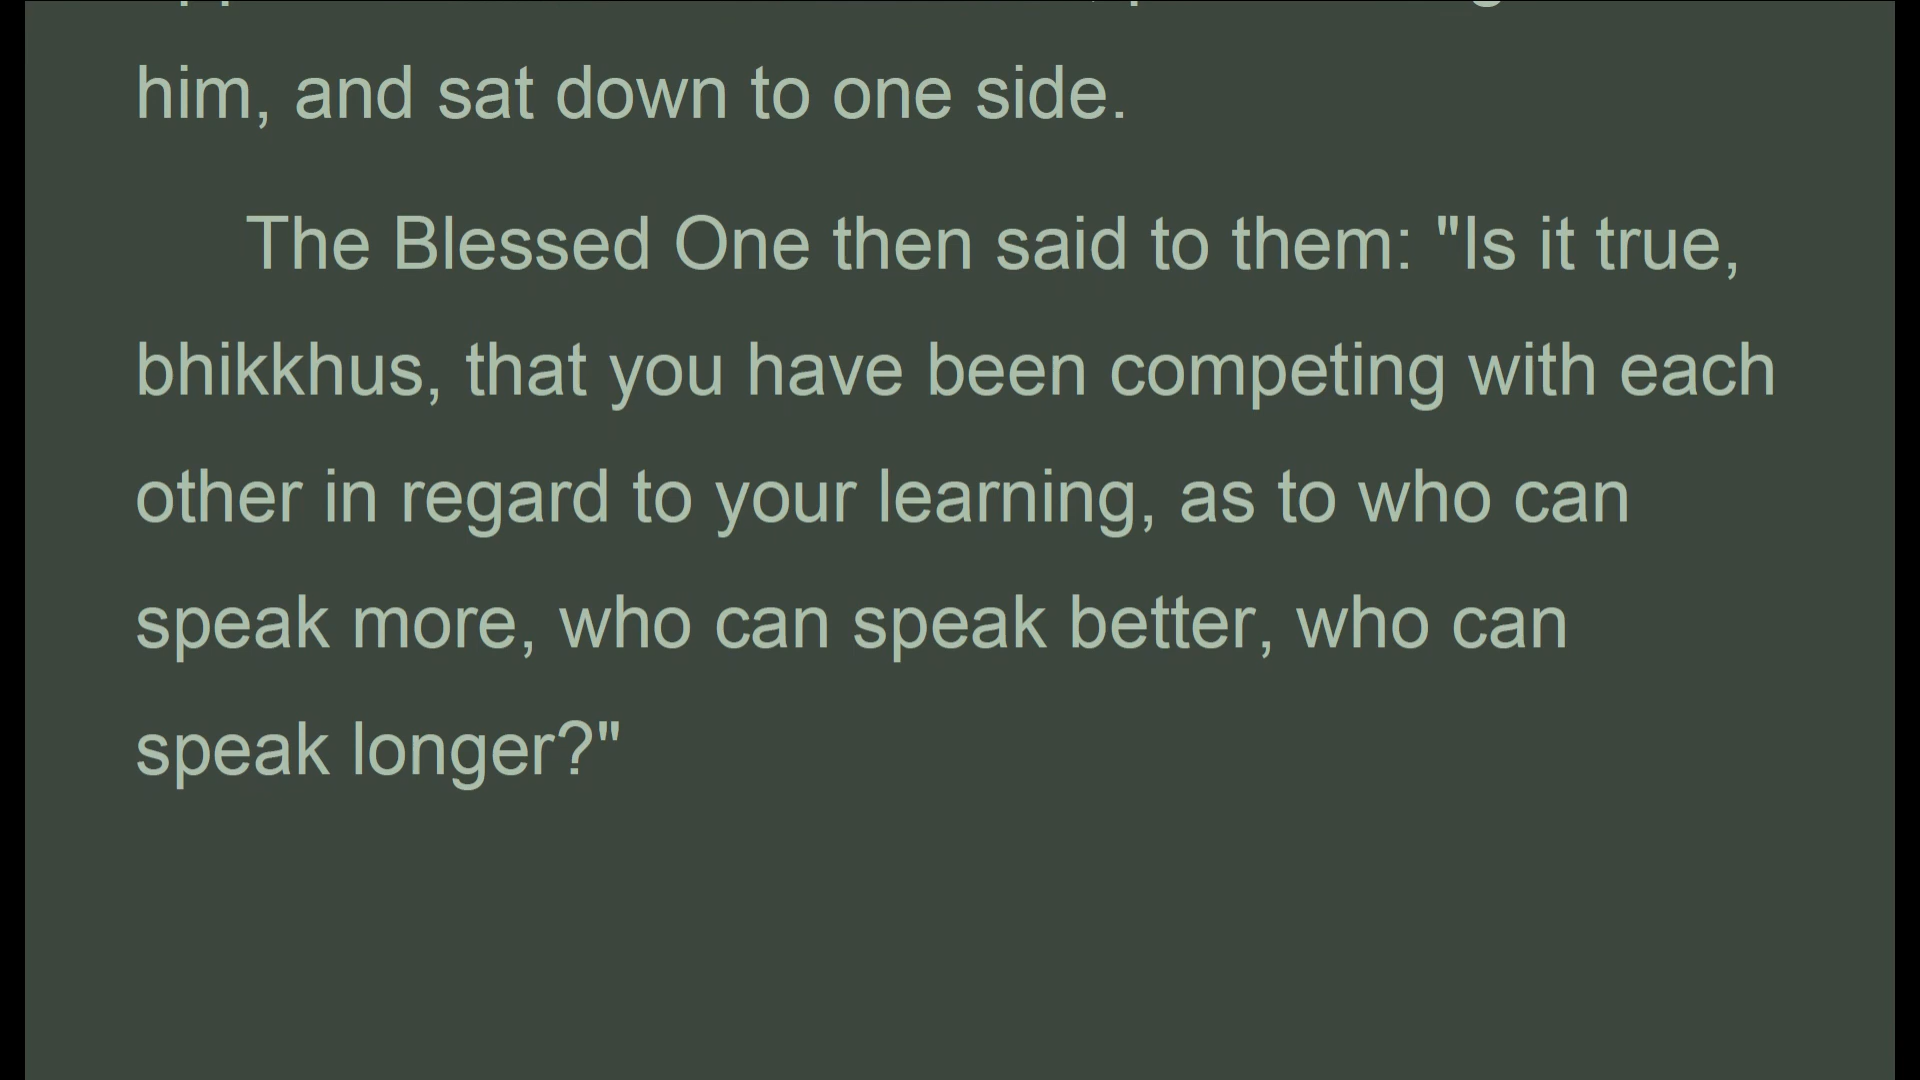 him, and sat down to one side.
The Blessed One then said to them: "Is it true,
bhikkhus, that you have been competing with each
other in regard to your learning, as to who can
speak more, who can speak better, who can
speak longer?"